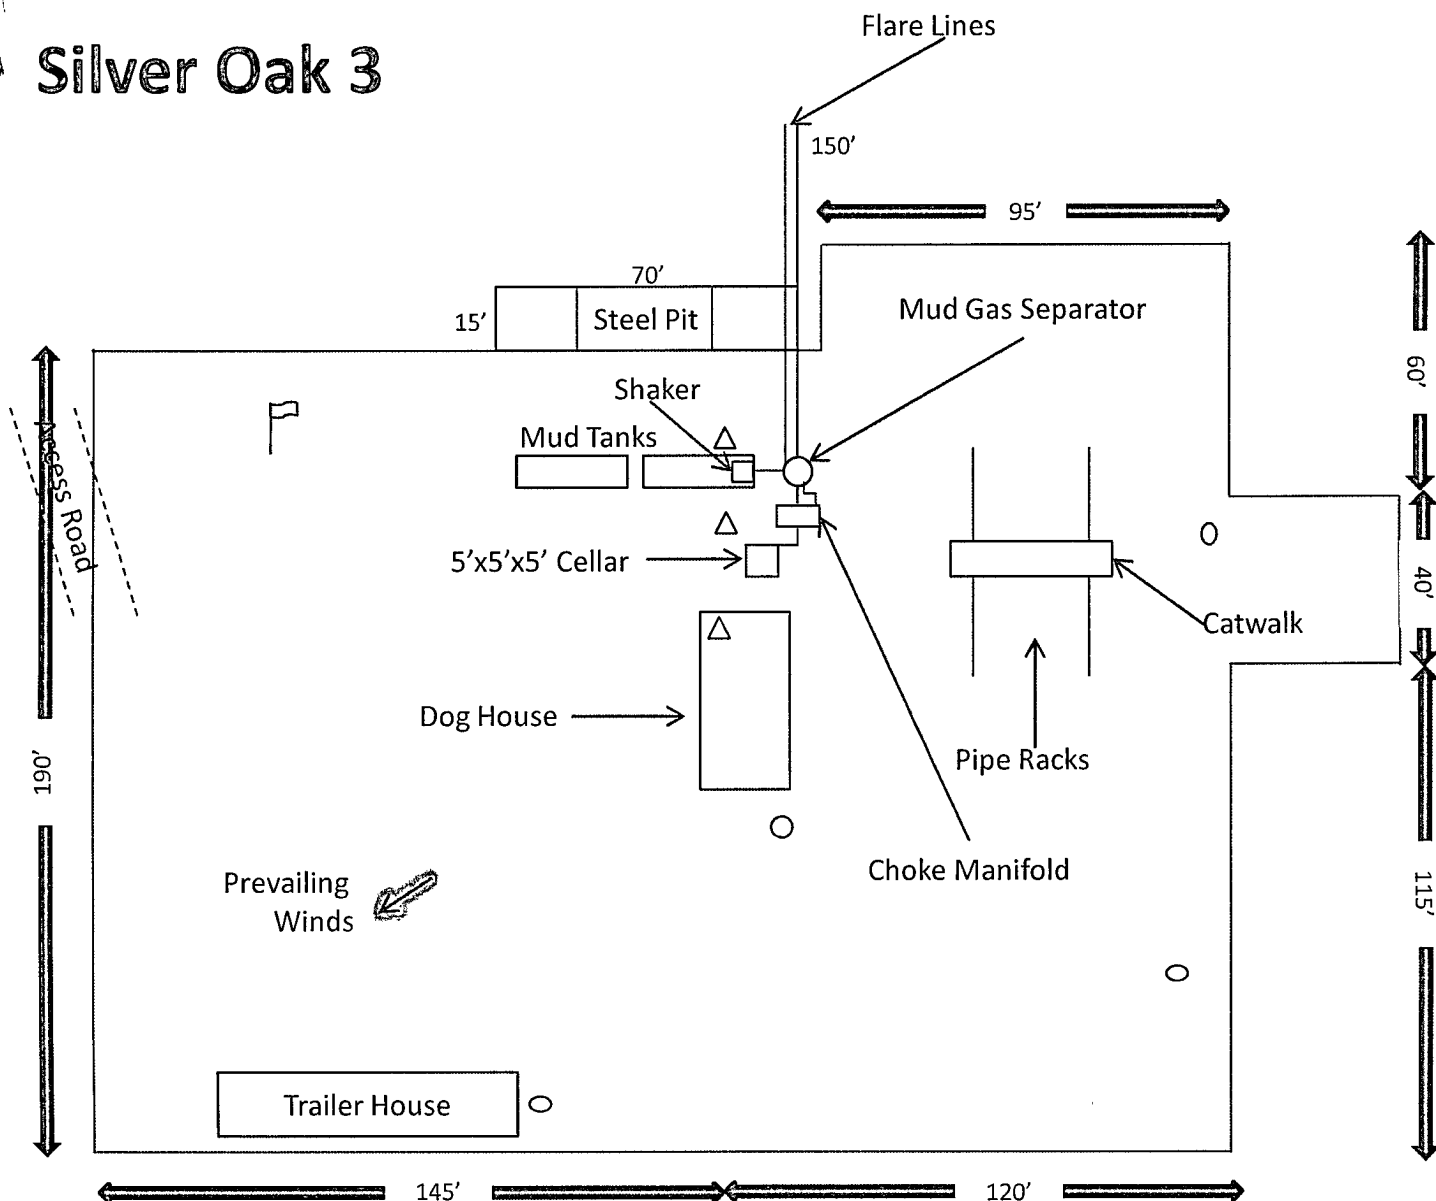 Flare Lines
Silver Oak 3
150'
95'
70'
15'
Steel Pit
Mud Gas Separator
60'
Shaker
Mud Tanks
Access Road
5'x5'x5' Cellar
40'
Catwalk
Dog House
Pipe Racks
190'
Choke Manifold
115'
Prevailing
Winds
Trailer House
145'
120'